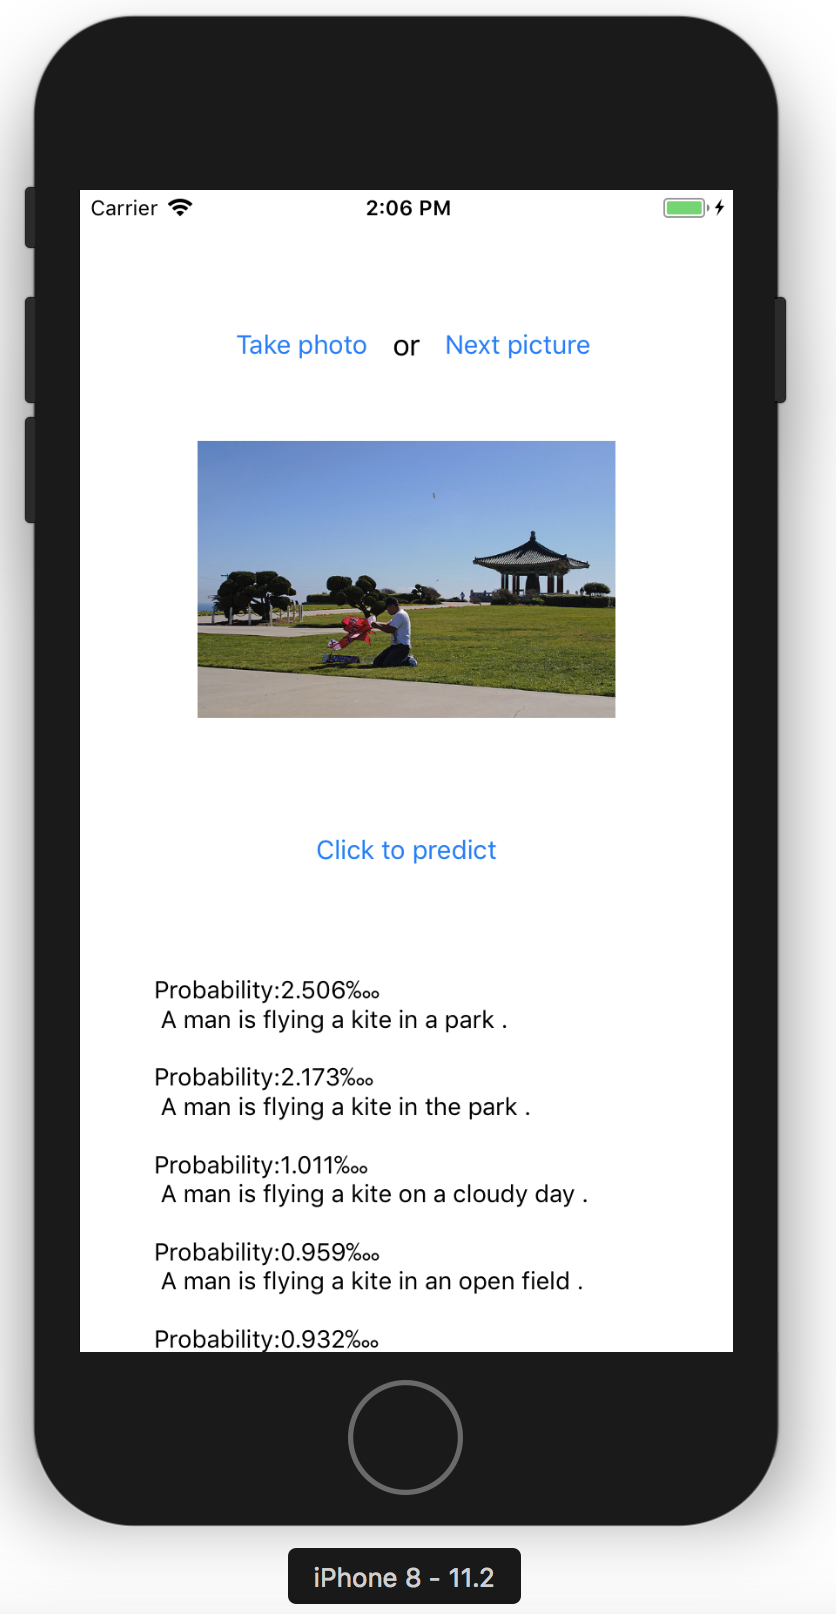 Carrier 2:06 PM
Take photo or Next picture
Click to predict
Probability:2.506‱
A man is flying a kite in a park .
Probability:2.173‱
A man is flying a kite in the park .
Probability:1.011‱
A man is flying a kite on a cloudy day .
Probability:0.959‱
A man is flying a kite in an open field .
Probability:0.932‱
iPhone 8 - 11.2